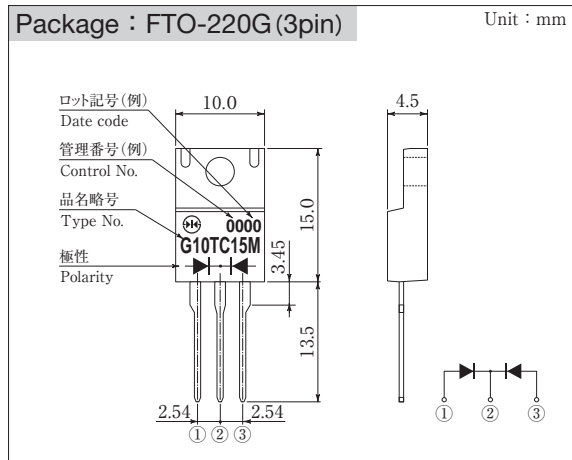 Package：FTO-220G (3pin)
Unit：mm
ロット記号(例)
Date code
管理番号(例)
Control No.
品名略号
Type No.
極性
Polarity
10.0
4.5
0000
G10TC15M
15.0
3.45
13.5
2.54
2.54
① ② ③
① ② ③